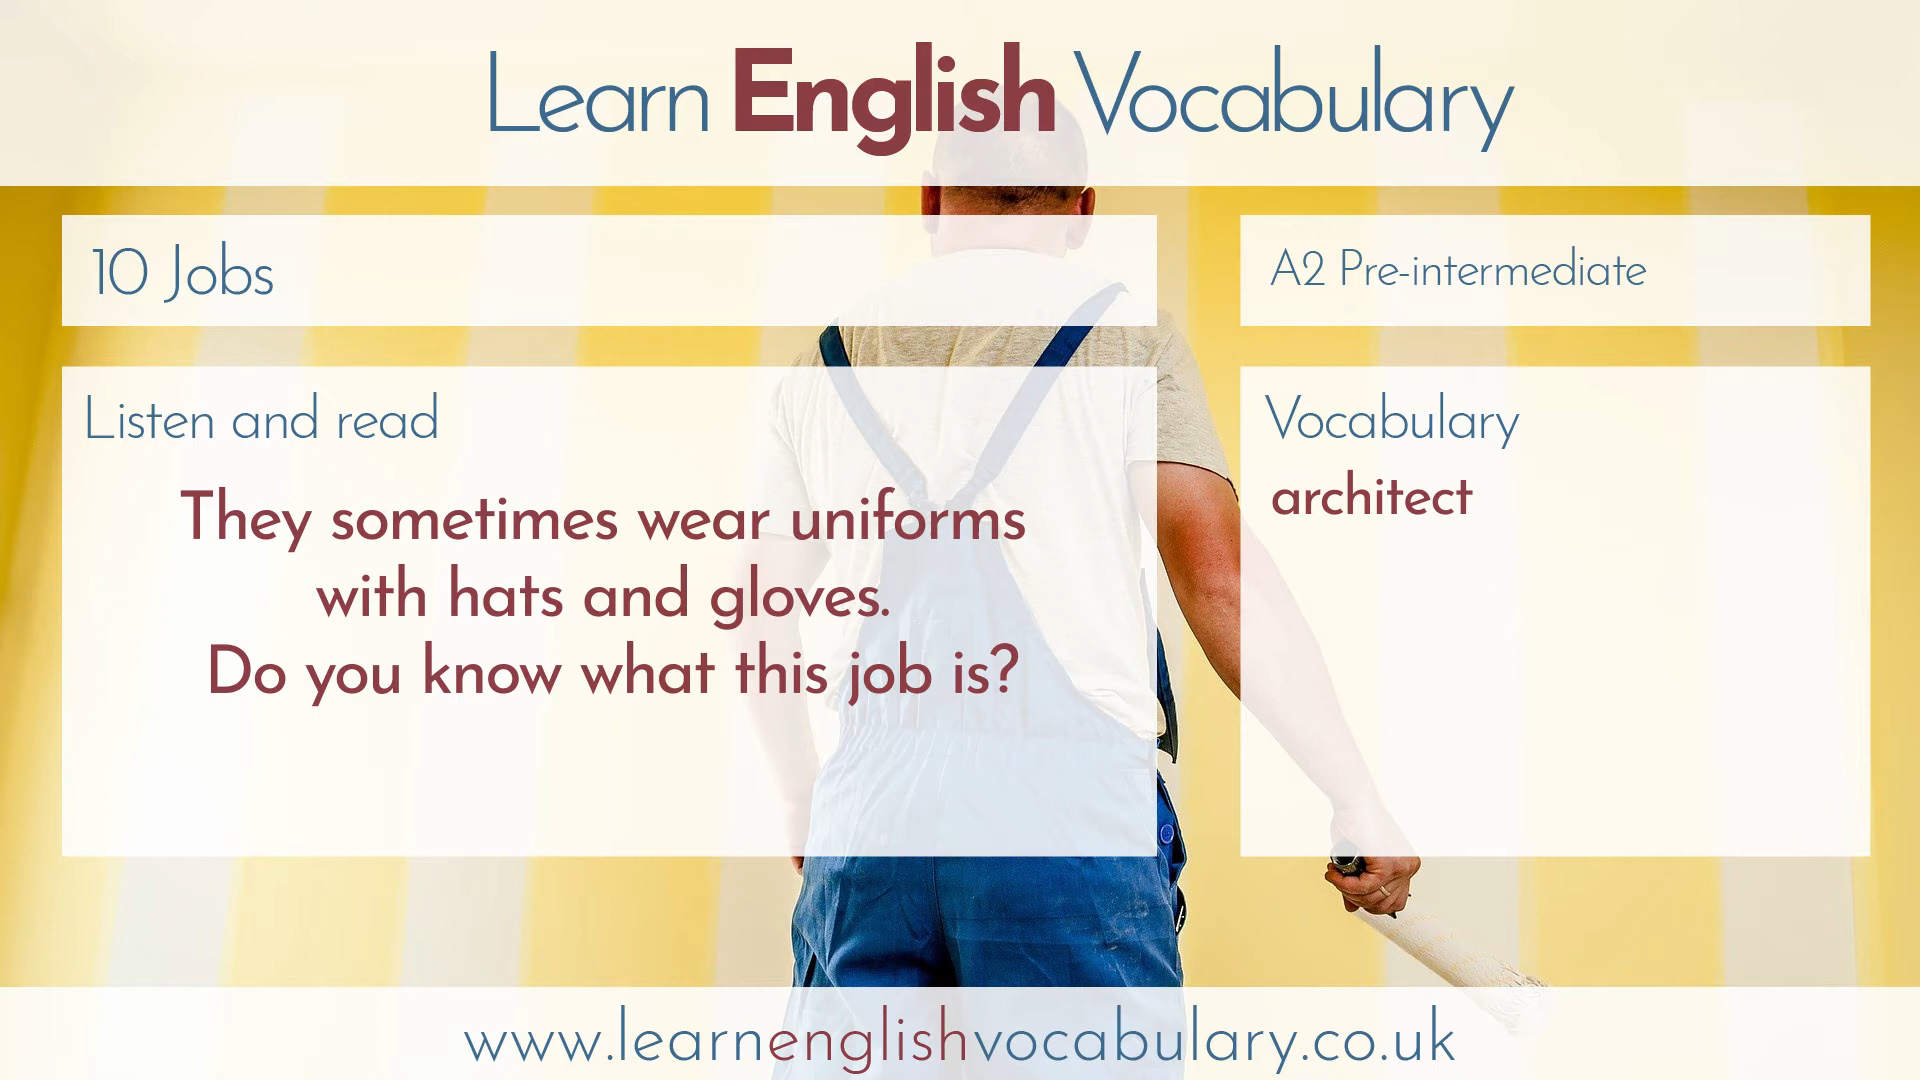 Learn English Vocabulary
10 Jobs
A2 Pre-intermediate
Listen and read
They sometimes wear uniforms
with hats and gloves.
Do you know what this job is?
Vocabulary
architect
www.learnenglishvocabulary.co.uk